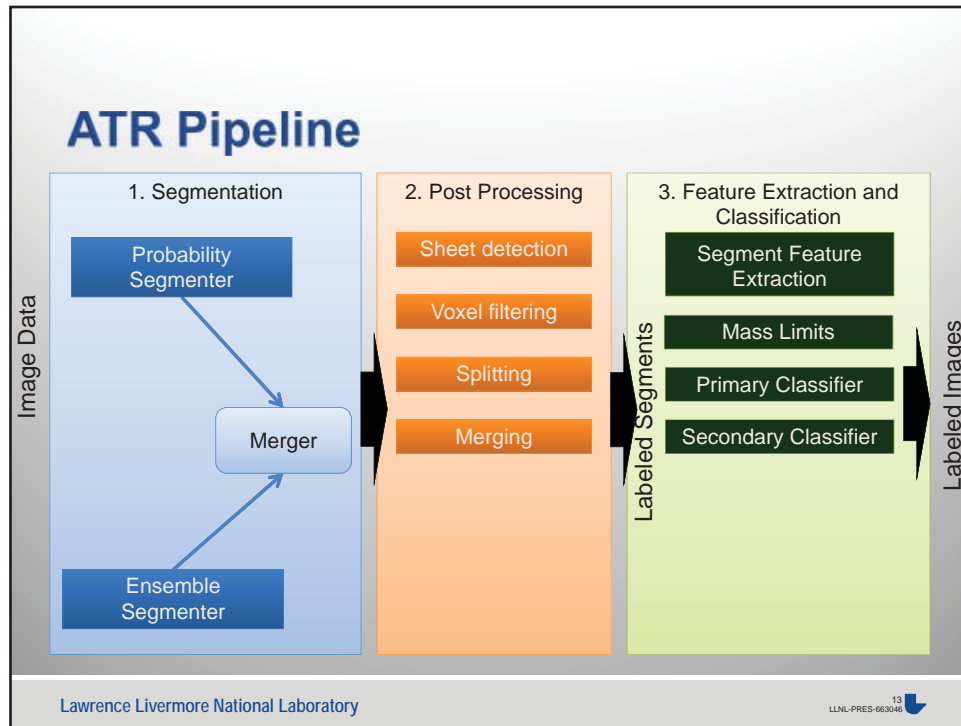 ATR Pipeline
Image Data
1. Segmentation
Probability
Segmenter
Merger
Ensemble
Segmenter
2. Post Processing
Sheet detection
Voxel filtering
Splitting
Merging
Labeled Segments
3. Feature Extraction and
Classification
Segment Feature
Extraction
Mass Limits
Primary Classifier
Secondary Classifier
Labeled Images
Lawrence Livermore National Laboratory
13
LLNL-PRES-663046